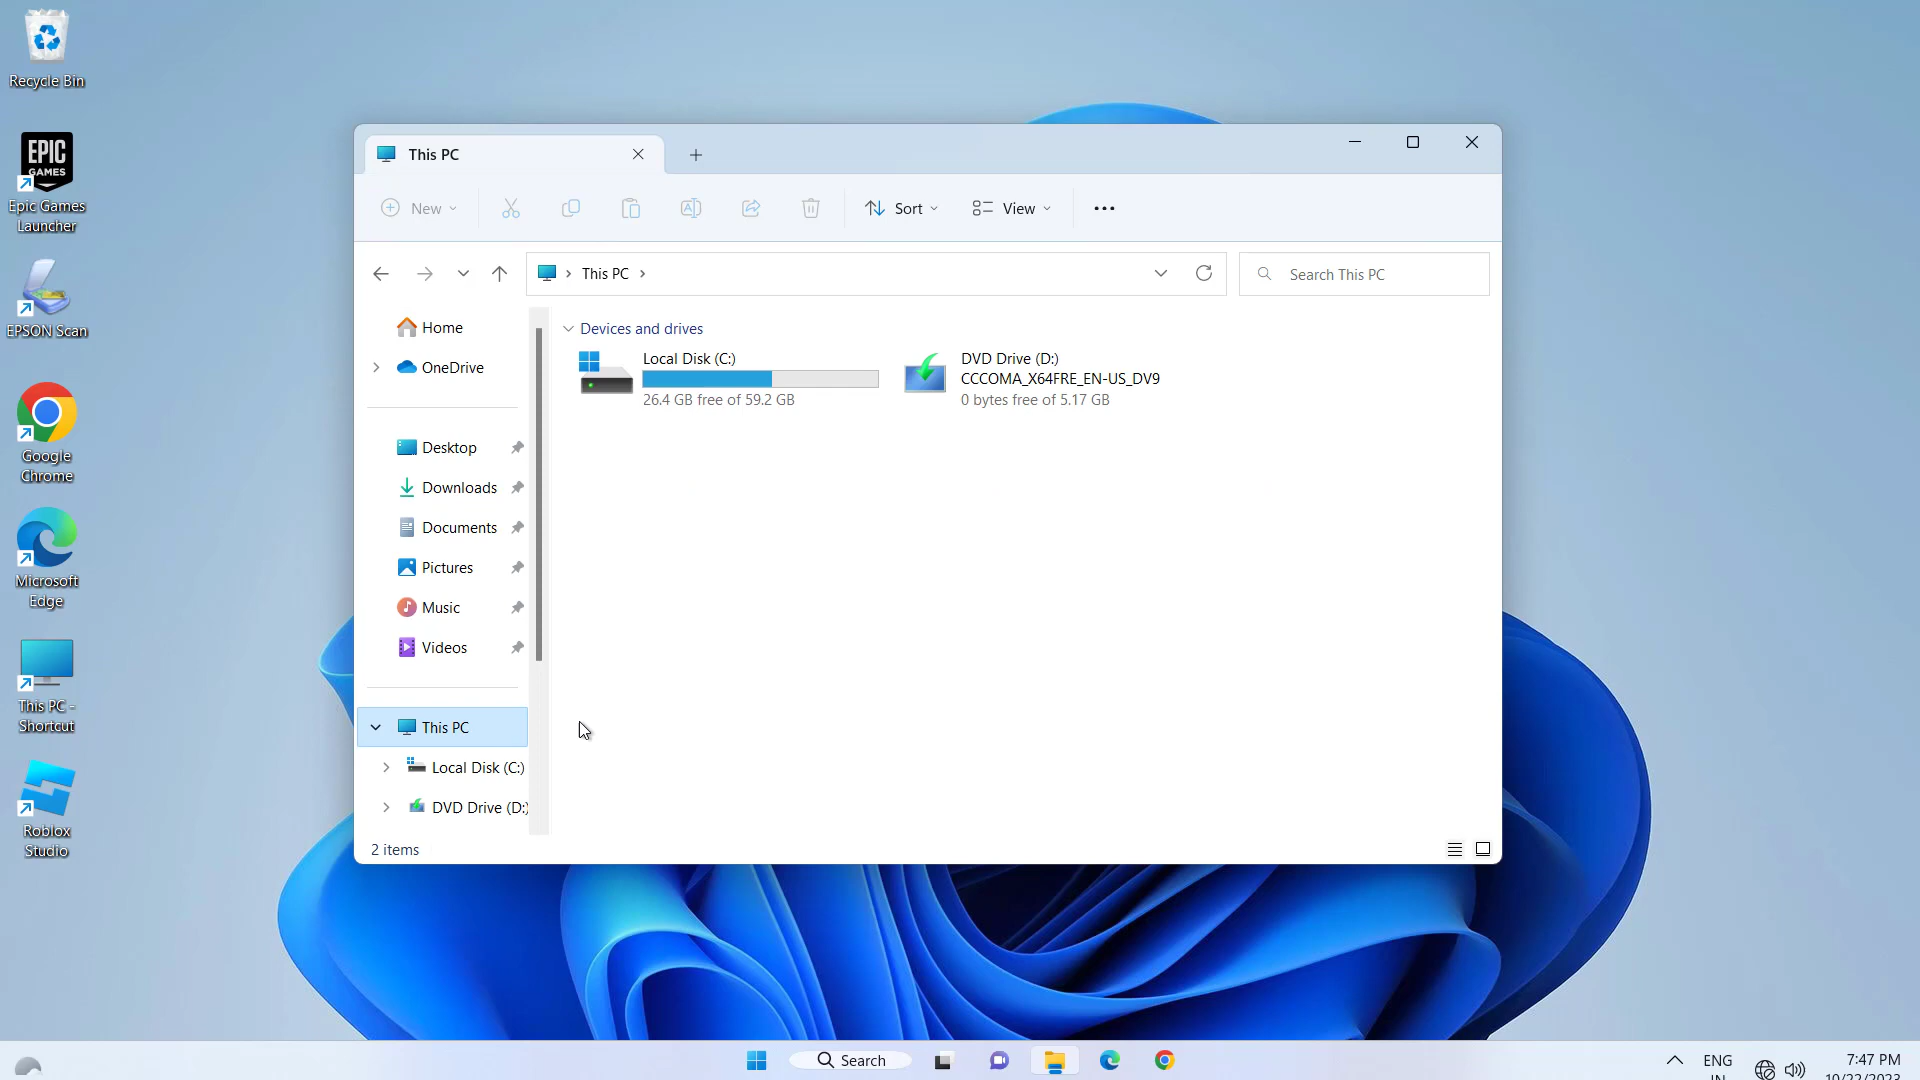 Recycle Bin
EPIC
GAMES
Epic Games
Launcher
EPSON Scan
Google
Chrome
Microsoft
Edge
This PC -
Shortcut
Roblox
Studio
This PC
New
Sort
View
This PC
Search This PC
Home
OneDrive
Desktop
Downloads
Documents
Pictures
Music
Videos
This PC
Local Disk (C:)
DVD Drive (D:)
Devices and drives
Local Disk (C:)
26.4 GB free of 59.2 GB
DVD Drive (D:)
CCCOMA_X64FRE_EN-US_DV9
0 bytes free of 5.17 GB
2 items
Search
ENG
IN
7:47 PM
10/22/2023